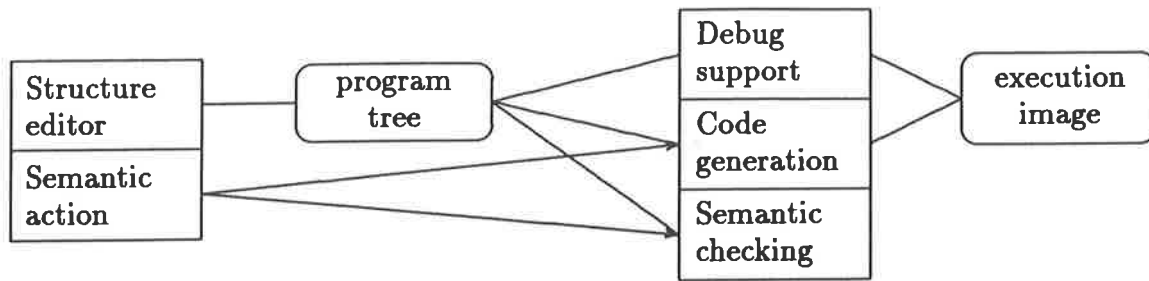 Structure
editor
Semantic
action
program
tree
Debug
support
Code
generation
Semantic
checking
execution
image